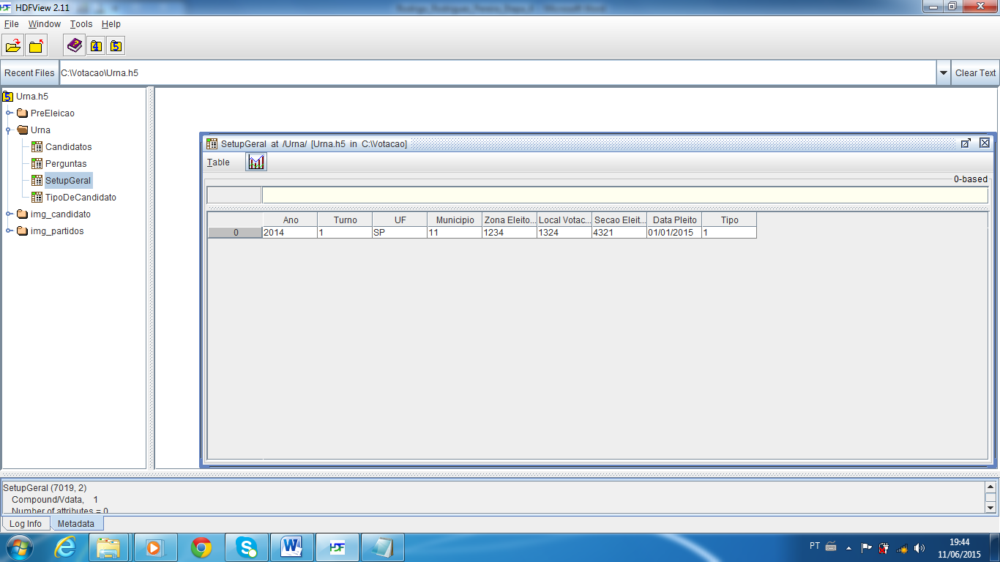 HDFView 2.11
File Window Tools Help
Recent Files C:\Votacao\Urna.h5 Clear Text
Urna.h5
PreEleicao
Urna
Candidatos
Perguntas
SetupGeral
TipoDeCandidato
img_candidato
img_partidos
SetupGeral at /Urna/ [Urna.h5 in C:\Votacao]
Table
0-based
Ano Turno UF Municipio Zona Eleito... Local Votac... Secao Eleit... Data Pleito Tipo
0 2014 1 SP 11 1234 1324 4321 01/01/2015 1
SetupGeral (7019, 2)
Compound/Vdata, 1
Number of attributes = 0
Log Info Metadata
PT 19:44
11/06/2015